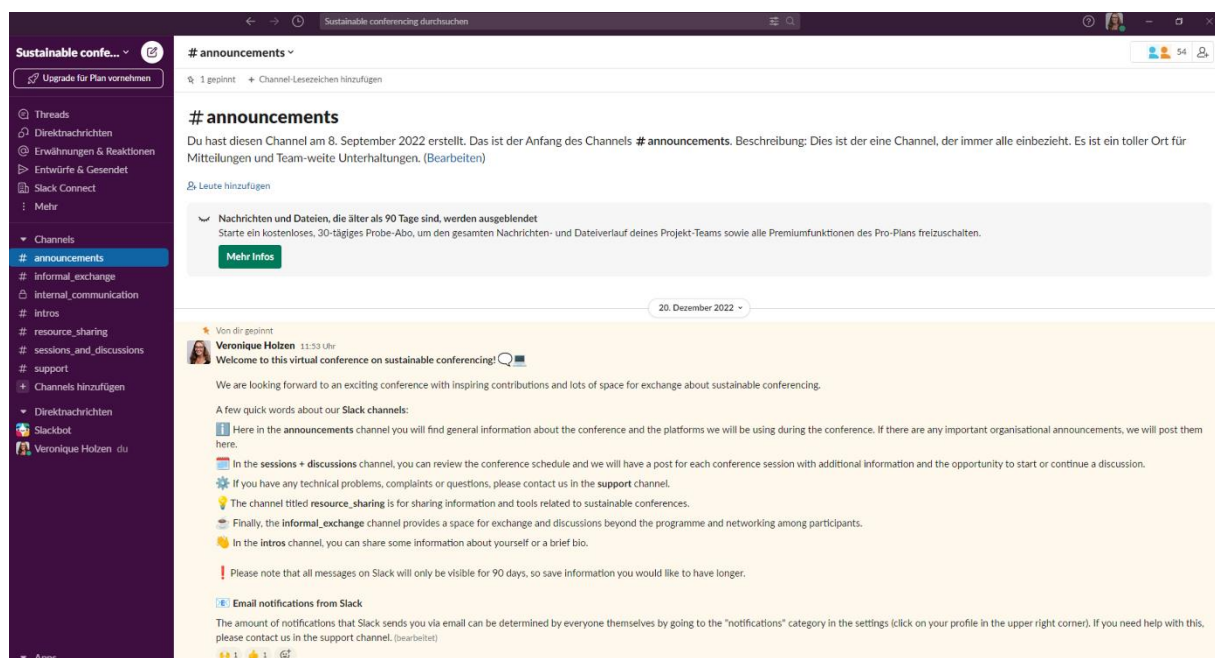 Sustainable conferencing durchsuchen
Sustainable confe...
Upgrade für Plan vornehmen
Threads
Direktnachrichten
Erwähnungen & Reaktionen
Entwürfe & Gesendet
Slack Connect
Mehr
Channels
# announcements
# informal_exchange
internal_communication
# intros
# resource_sharing
# sessions_and_discussions
# support
+ Channels hinzufügen
Direktnachrichten
Slackbot
Veronique Holzen du
# announcements
54
1 gepinnt + Channel-Lesezeichen hinzufügen
# announcements
Du hast diesen Channel am 8. September 2022 erstellt. Das ist der Anfang des Channels # announcements. Beschreibung: Dies ist der eine Channel, der immer alle einbezieht. Es ist ein toller Ort für
Mitteilungen und Team-weite Unterhaltungen. (Bearbeiten)
Leute hinzufügen
Nachrichten und Dateien, die älter als 90 Tage sind, werden ausgeblendet
Starte ein kostenloses, 30-tägiges Probe-Abo, um den gesamten Nachrichten- und Dateiverlauf deines Projekt-Teams sowie alle Premiumfunktionen des Pro-Plans freizuschalten.
Mehr Infos
20. Dezember 2022
Von dir gepinnt
Veronique Holzen 11:53 Uhr
Welcome to this virtual conference on sustainable conferencing!
We are looking forward to an exciting conference with inspiring contributions and lots of space for exchange about sustainable conferencing.
A few quick words about our Slack channels:
Here in the announcements channel you will find general information about the conference and the platforms we will be using during the conference. If there are any important organisational announcements, we will post them
here.
In the sessions + discussions channel, you can review the conference schedule and we will have a post for each conference session with additional information and the opportunity to start or continue a discussion.
If you have any technical problems, complaints or questions, please contact us in the support channel.
The channel titled resource_sharing is for sharing information and tools related to sustainable conferences.
Finally, the informal_exchange channel provides a space for exchange and discussions beyond the programme and networking among participants.
In the intros channel, you can share some information about yourself or a brief bio.
Please note that all messages on Slack will only be visible for 90 days, so save information you would like to have longer.
Email notifications from Slack
The amount of notifications that Slack sends you via email can be determined by everyone themselves by going to the "notifications" category in the settings (click on your profile in the upper right corner). If you need help with this,
please contact us in the support channel. (bearbeitet)
1 1